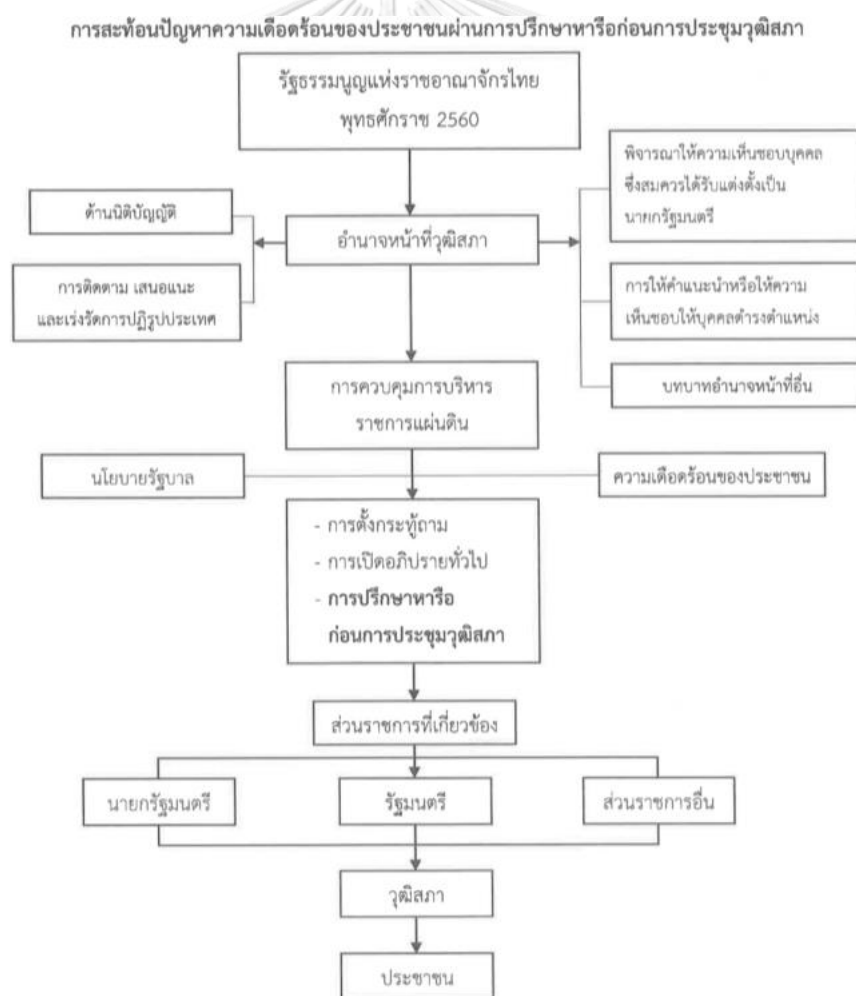 การสะท้อนปัญหาความเดือดร้อนของประชาชนผ่านการปรึกษาหารือก่อนการประชุมวุฒิสภา
รัฐธรรมนูญแห่งราชอาณาจักรไทย
พุทธศักราช 2560
พิจารณาให้ความเห็นชอบบุคคล
ซึ่งสมควรได้รับแต่งตั้งเป็น
นายกรัฐมนตรี
ด้านนิติบัญญัติ
อำนาจหน้าที่วุฒิสภา
การติดตาม เสนอแนะ
และเร่งรัดการปฏิรูปประเทศ
การให้คำแนะนำหรือให้ความ
เห็นชอบให้บุคคลดำรงตำแหน่ง
การควบคุมการบริหาร
ราชการแผ่นดิน
บทบาทอำนาจหน้าที่อื่น
นโยบายรัฐบาล
ความเดือดร้อนของประชาชน
- การตั้งกระทู้ถาม
- การเปิดอภิปรายทั่วไป
- การปรึกษาหารือ
ก่อนการประชุมวุฒิสภา
ส่วนราชการที่เกี่ยวข้อง
นายกรัฐมนตรี
รัฐมนตรี
ส่วนราชการอื่น
วุฒิสภา
ประชาชน